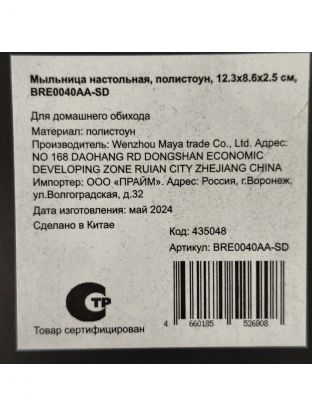 Мыльница настольная, полистоун, 12.3x8.6x2.5 см,
BRE0040AA-SD
Для домашнего обихода
Материал: полистоун
Производитель: Wenzhou Maya trade Co., Ltd. Адрес:
NO 168 DAOHANG RD DONGSHAN ECONOMIC
DEVELOPING ZONE RUIAN CITY ZHEJIANG CHINA
Импортер: ООО «ПРАЙМ». Адрес: Россия, г.Воронеж,
ул.Волгоградская, д.32
Дата изготовления: май 2024
Сделано в Китае
Код: 435048
Артикул: BRE0040AA-SD
СТР
Товар сертифицирован
4 660185 526908